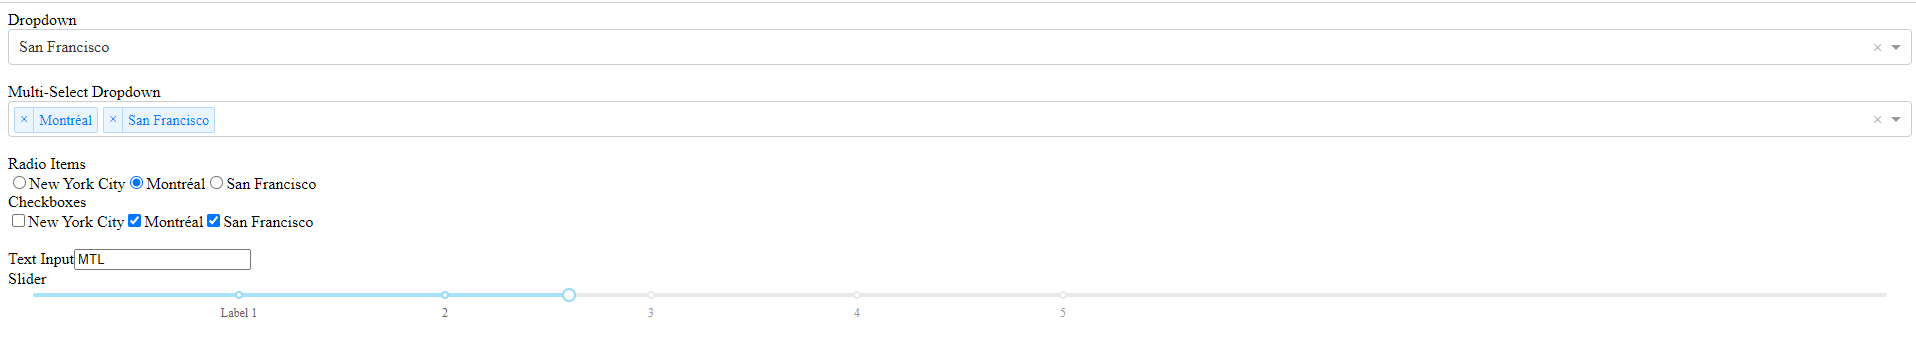 Dropdown
San Francisco
Multi-Select Dropdown
× Montréal × San Francisco
Radio Items
New York City Montréal San Francisco
Checkboxes
New York City Montréal San Francisco
Text Input MTL
Slider
Label 1 2 3 4 5